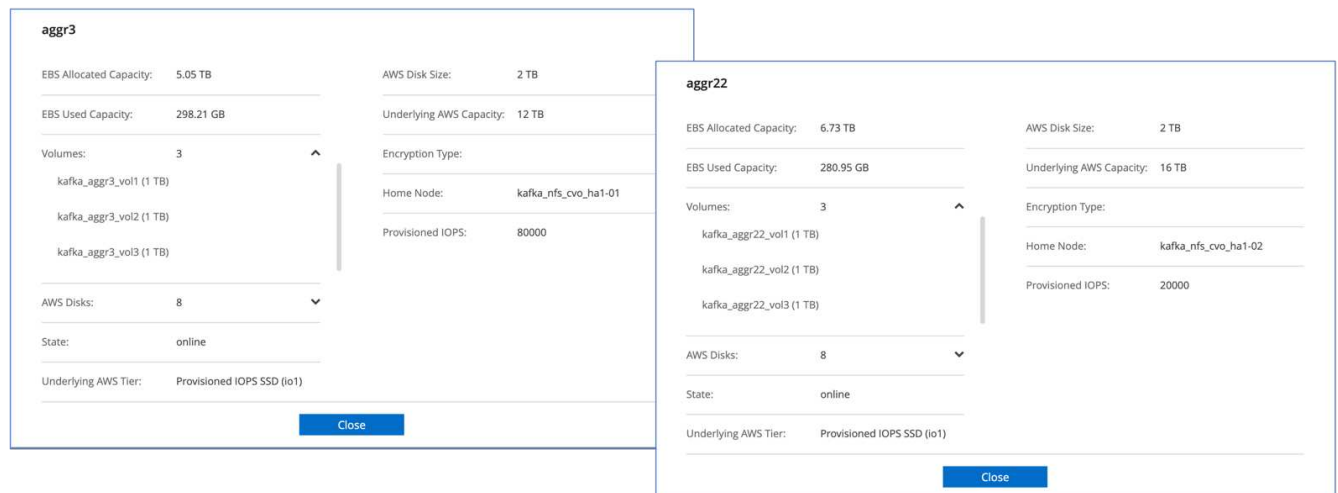 aggr3
EBS Allocated Capacity: 5.05 TB
AWS Disk Size: 2 TB
EBS Used Capacity: 298.21 GB
Underlying AWS Capacity: 12 TB
Volumes: 3
Encryption Type:
kafka_aggr3_vol1 (1 TB)
Home Node: kafka_nfs_cvo_ha1-01
kafka_aggr3_vol2 (1 TB)
Provisioned IOPS: 80000
kafka_aggr3_vol3 (1 TB)
AWS Disks: 8
State: online
Underlying AWS Tier: Provisioned IOPS SSD (io1)
Close
aggr22
EBS Allocated Capacity: 6.73 TB
AWS Disk Size: 2 TB
EBS Used Capacity: 280.95 GB
Underlying AWS Capacity: 16 TB
Volumes: 3
Encryption Type:
kafka_aggr22_vol1 (1 TB)
Home Node: kafka_nfs_cvo_ha1-02
kafka_aggr22_vol2 (1 TB)
Provisioned IOPS: 20000
kafka_aggr22_vol3 (1 TB)
AWS Disks: 8
State: online
Underlying AWS Tier: Provisioned IOPS SSD (io1)
Close